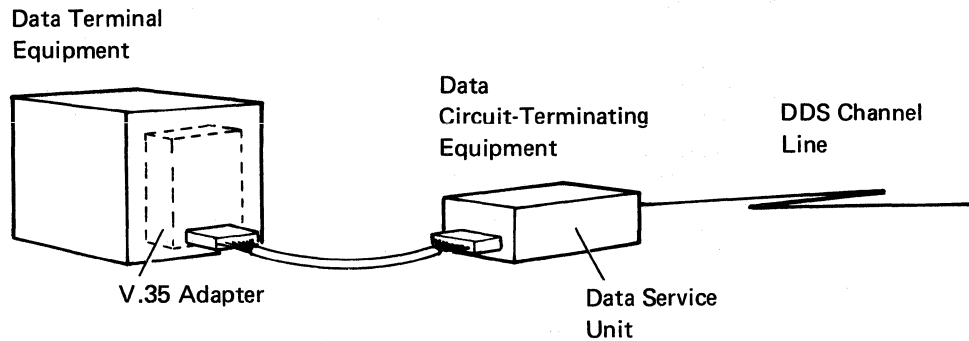 Data Terminal
Equipment
Data
Circuit-Terminating
Equipment
DDS Channel
Line
V.35 Adapter
Data Service
Unit